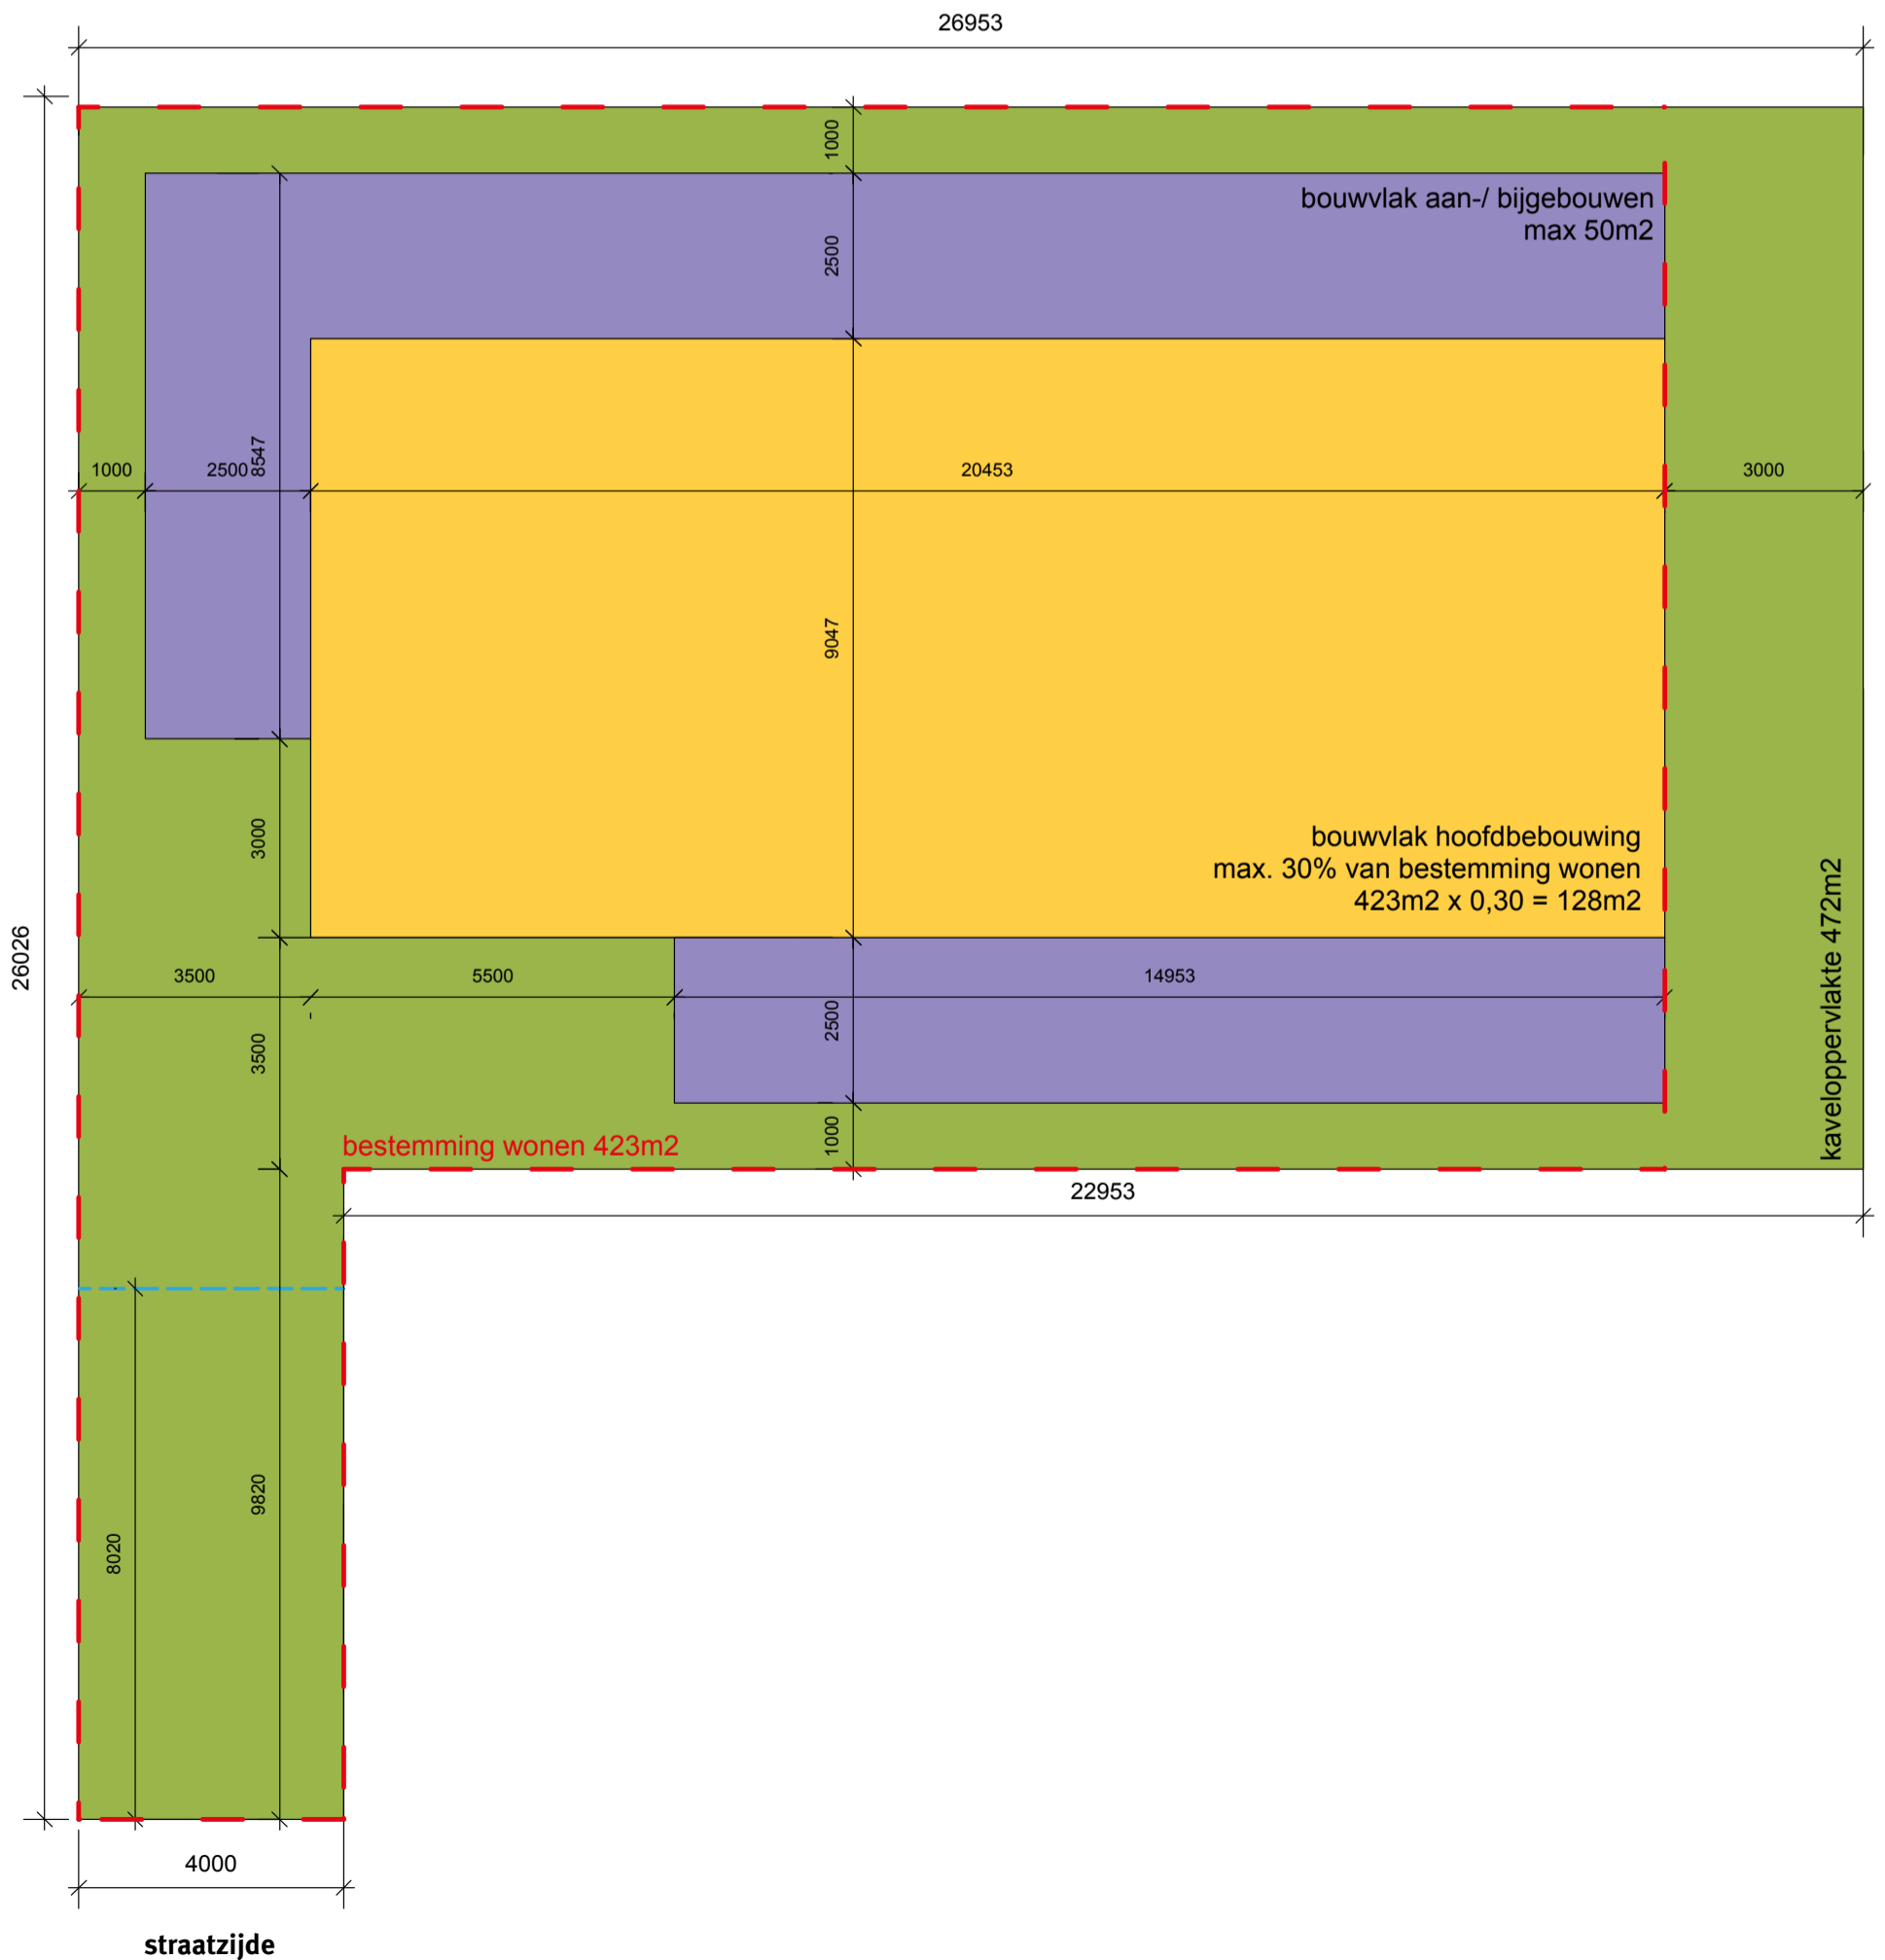 26953
1000
bouwvlak aan-/ bijgebouwen
max 50m2
2500
8547
1000
2500
20453
3000
9047
3000
bouwvlak hoofdbebouwing
max. 30% van bestemming wonen
423m2 x 0,30 = 128m2
kaveloppervlakte 472m2
26026
3500
5500
14953
2500
3500
1000
bestemming wonen 423m2
22953
9820
8020
4000
straatzijde